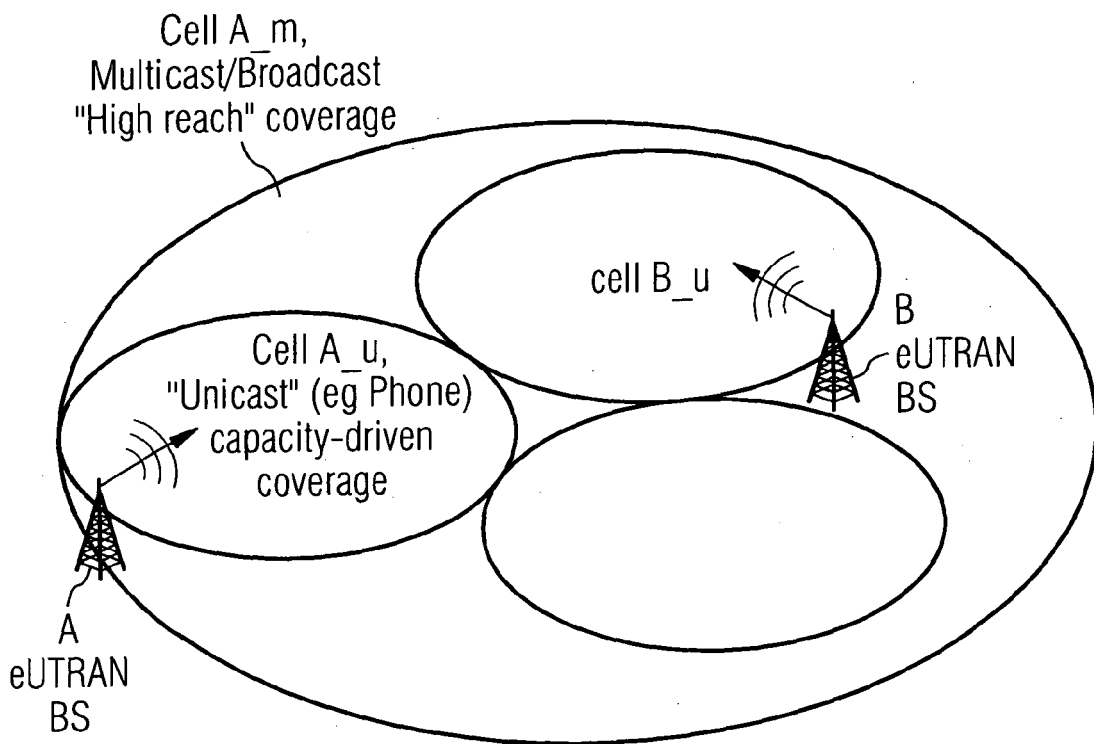 Cell A_m,
Multicast/Broadcast
"High reach" coverage
cell B_u
B
eUTRAN
BS
Cell A_u,
"Unicast" (eg Phone)
capacity-driven
coverage
A
eUTRAN
BS